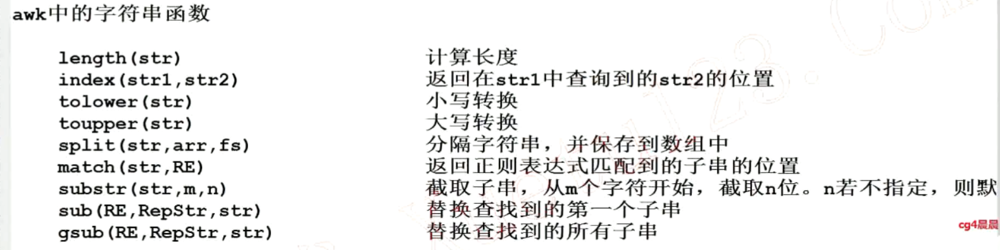 awk中的字符串函数
length(str) 计算长度
index(str1,str2) 返回在str1中查询到的str2的位置
tolower(str) 小写转换
toupper(str) 大写转换
split(str,arr,fs) 分隔字符串，并保存到数组中
match(str,RE) 返回正则表达式匹配到的子串的位置
substr(str,m,n) 截取子串，从m个字符开始，截取n位。n若不指定，则默
sub(RE,RepStr,str) 替换查找到的第一个子串
gsub(RE,RepStr,str) 替换查找到的所有子串
cg4晨晨